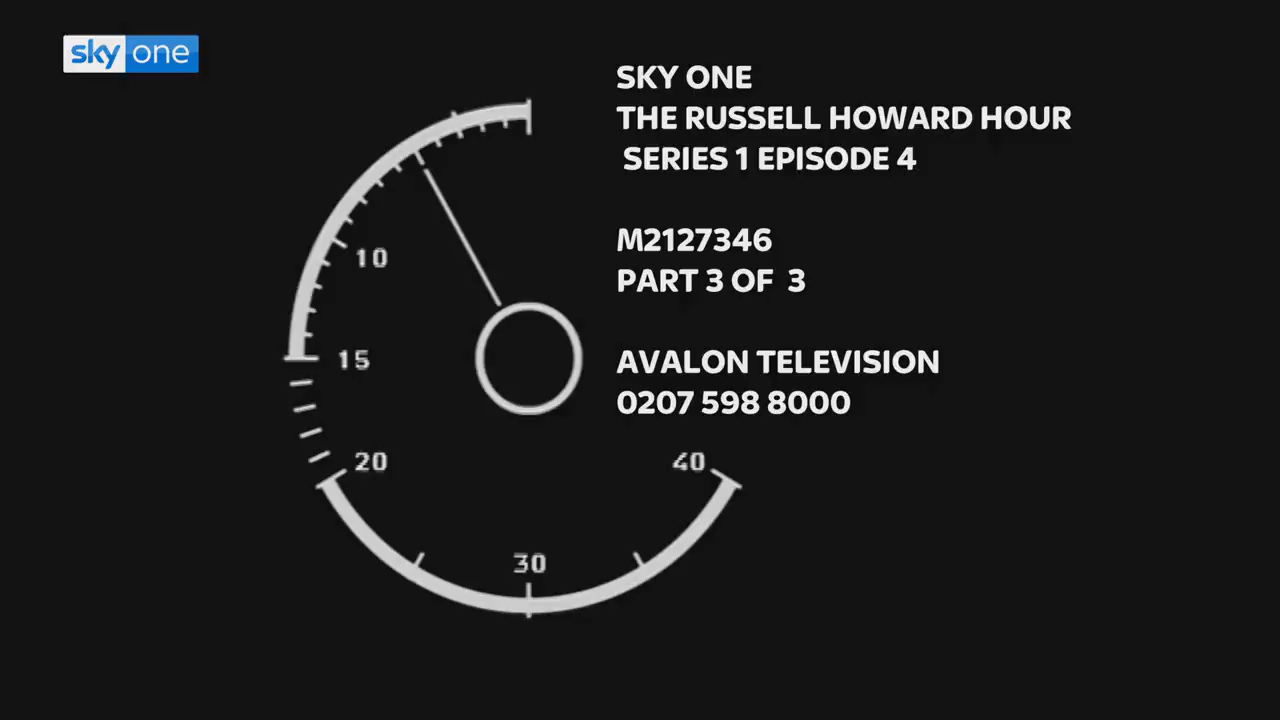 sky one
SKY ONE
THE RUSSELL HOWARD HOUR
SERIES 1 EPISODE 4
M2127346
PART 3 OF 3
AVALON TELEVISION
0207 598 8000
10
15
20
40
30